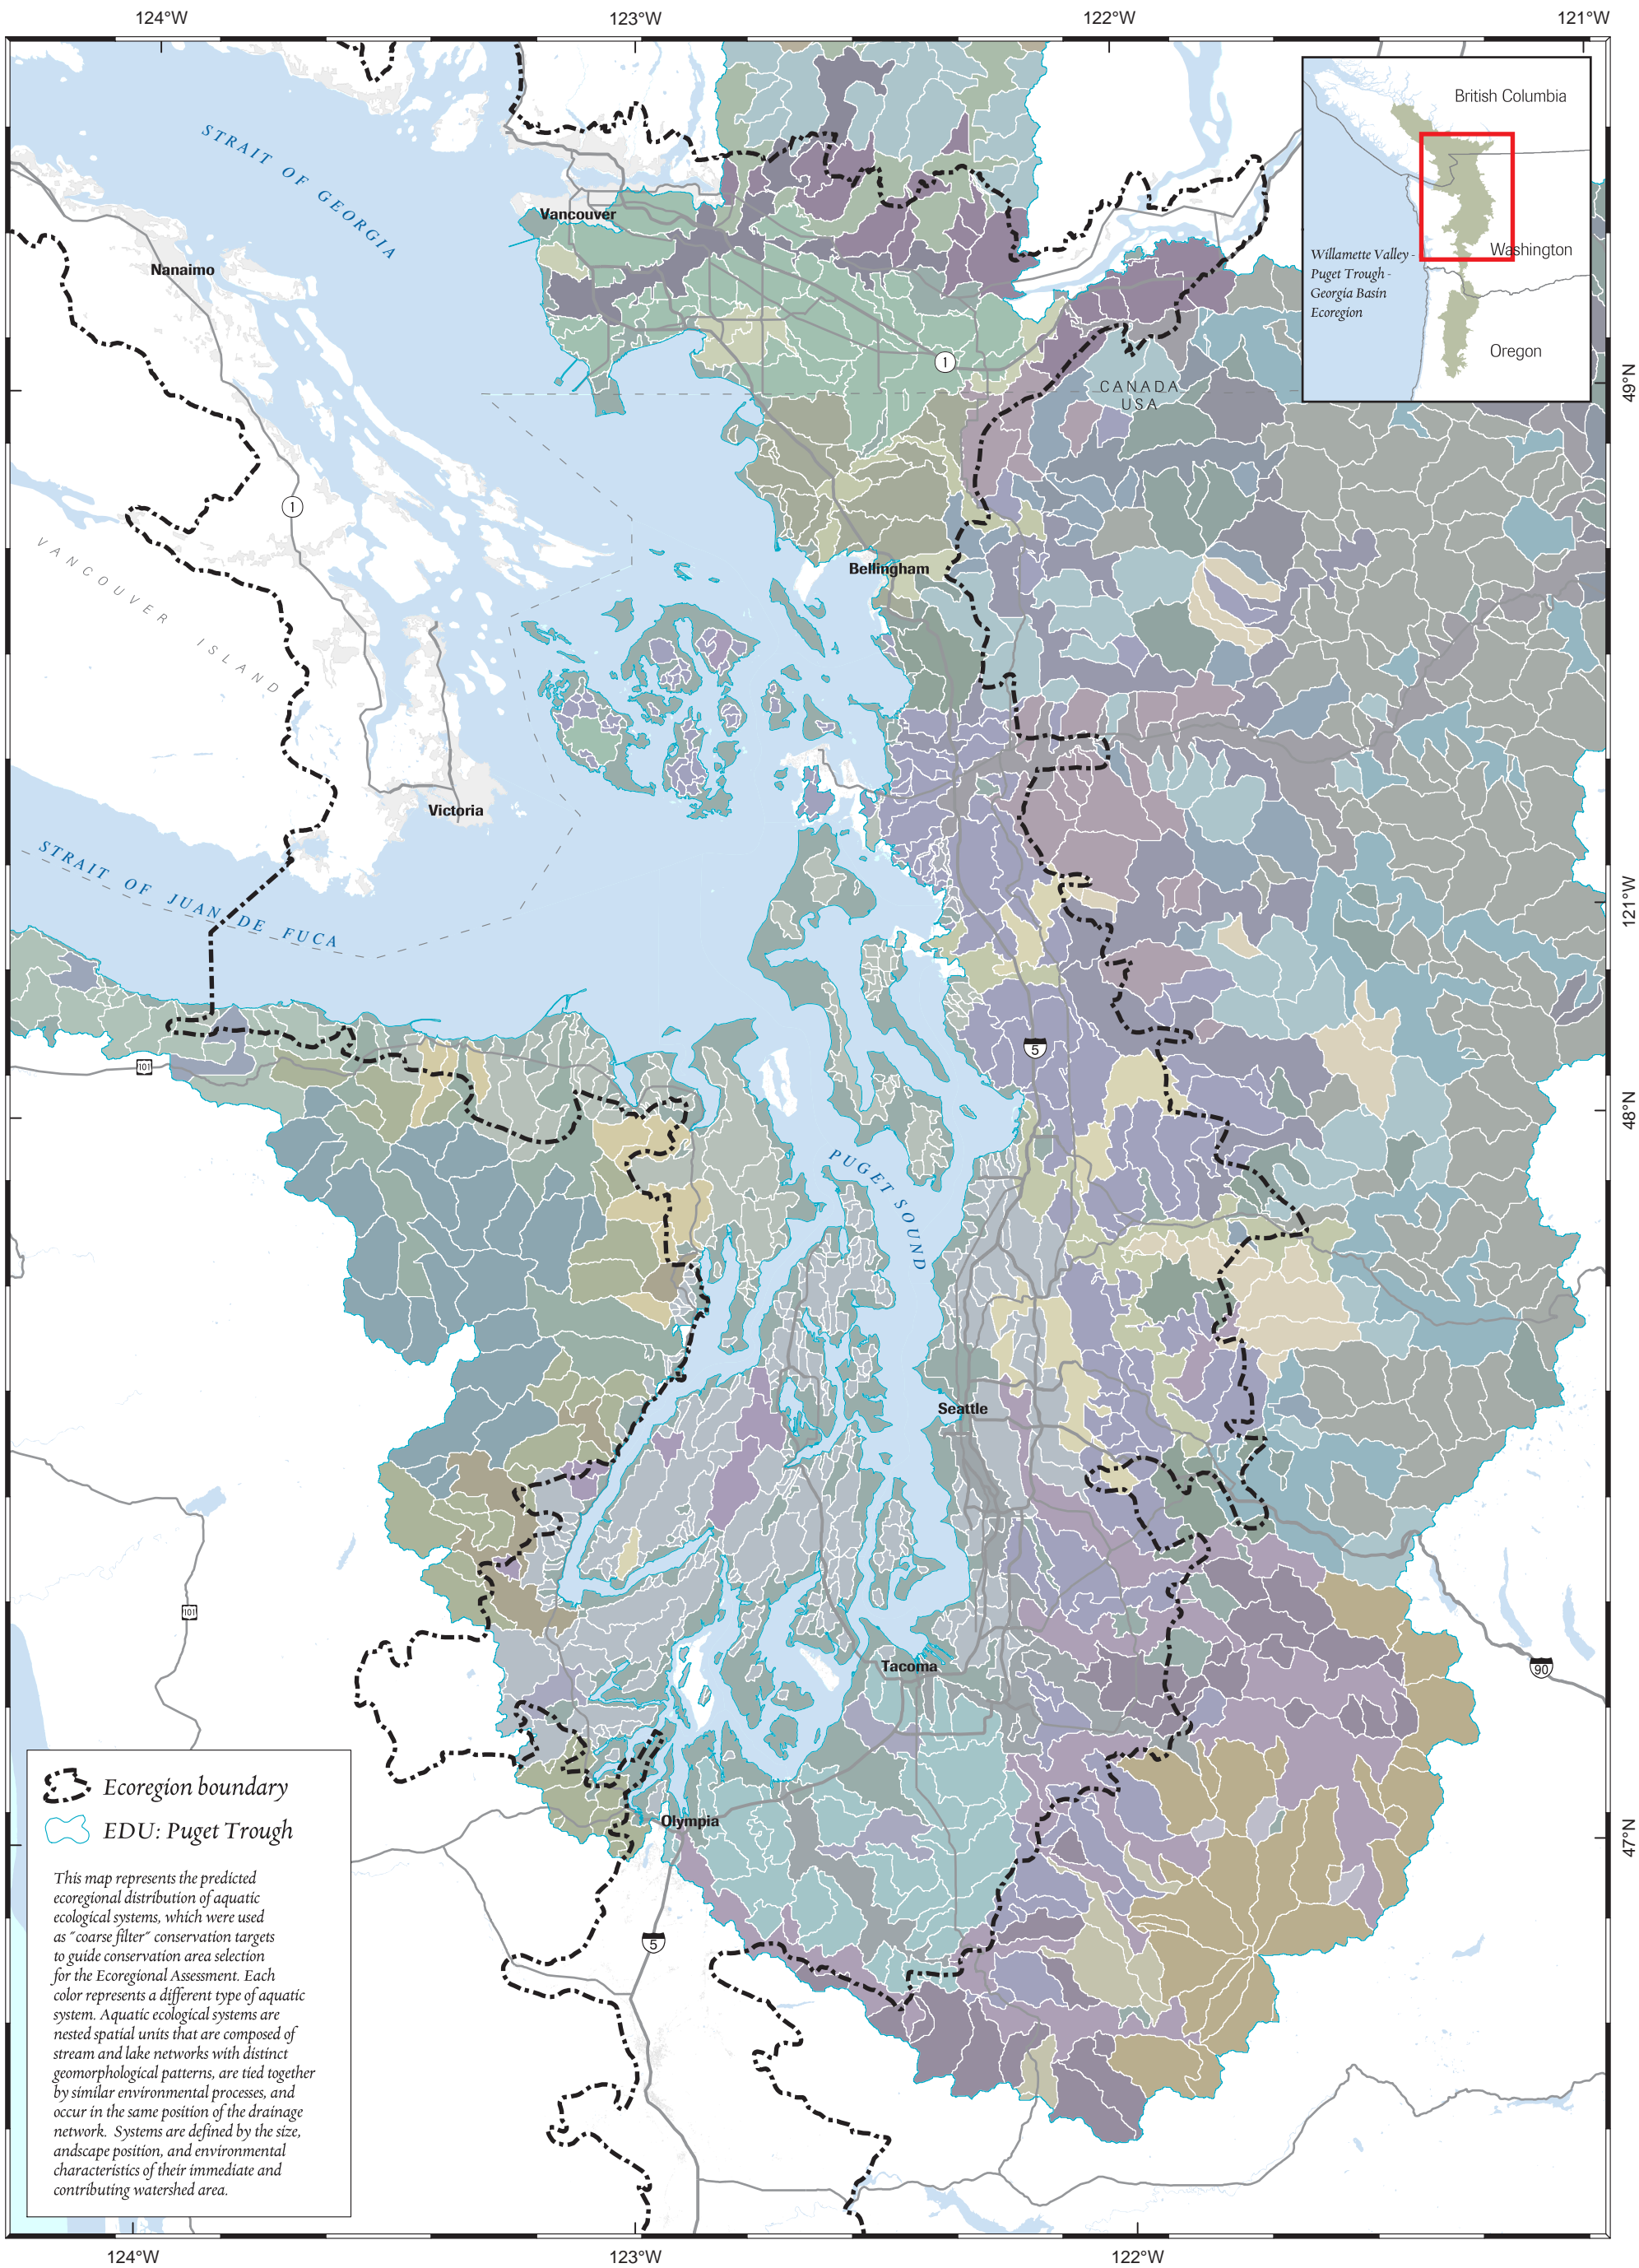 124°W
123°W
122°W
121°W
British Columbia
Washington
Willamette Valley -
Puget Trough -
Georgia Basin
Ecoregion
Oregon
STRAIT OF GEORGIA
Vancouver
Nanaimo
1
1
CANADA
USA
49°N
VANCOUVER ISLAND
Bellingham
Victoria
STRAIT OF JUAN DE FUCA
121°W
101
5
48°N
PUGET SOUND
Seattle
101
Tacoma
90
Olympia
47°N
5
Ecoregion boundary
EDU: Puget Trough
This map represents the predicted
ecoregional distribution of aquatic
ecological systems, which were used
as "coarse filter" conservation targets
to guide conservation area selection
for the Ecoregional Assessment. Each
color represents a different type of aquatic
system. Aquatic ecological systems are
nested spatial units that are composed of
stream and lake networks with distinct
geomorphological patterns, are tied together
by similar environmental processes, and
occur in the same position of the drainage
network. Systems are defined by the size,
andscape position, and environmental
characteristics of their immediate and
contributing watershed area.
124°W
123°W
122°W